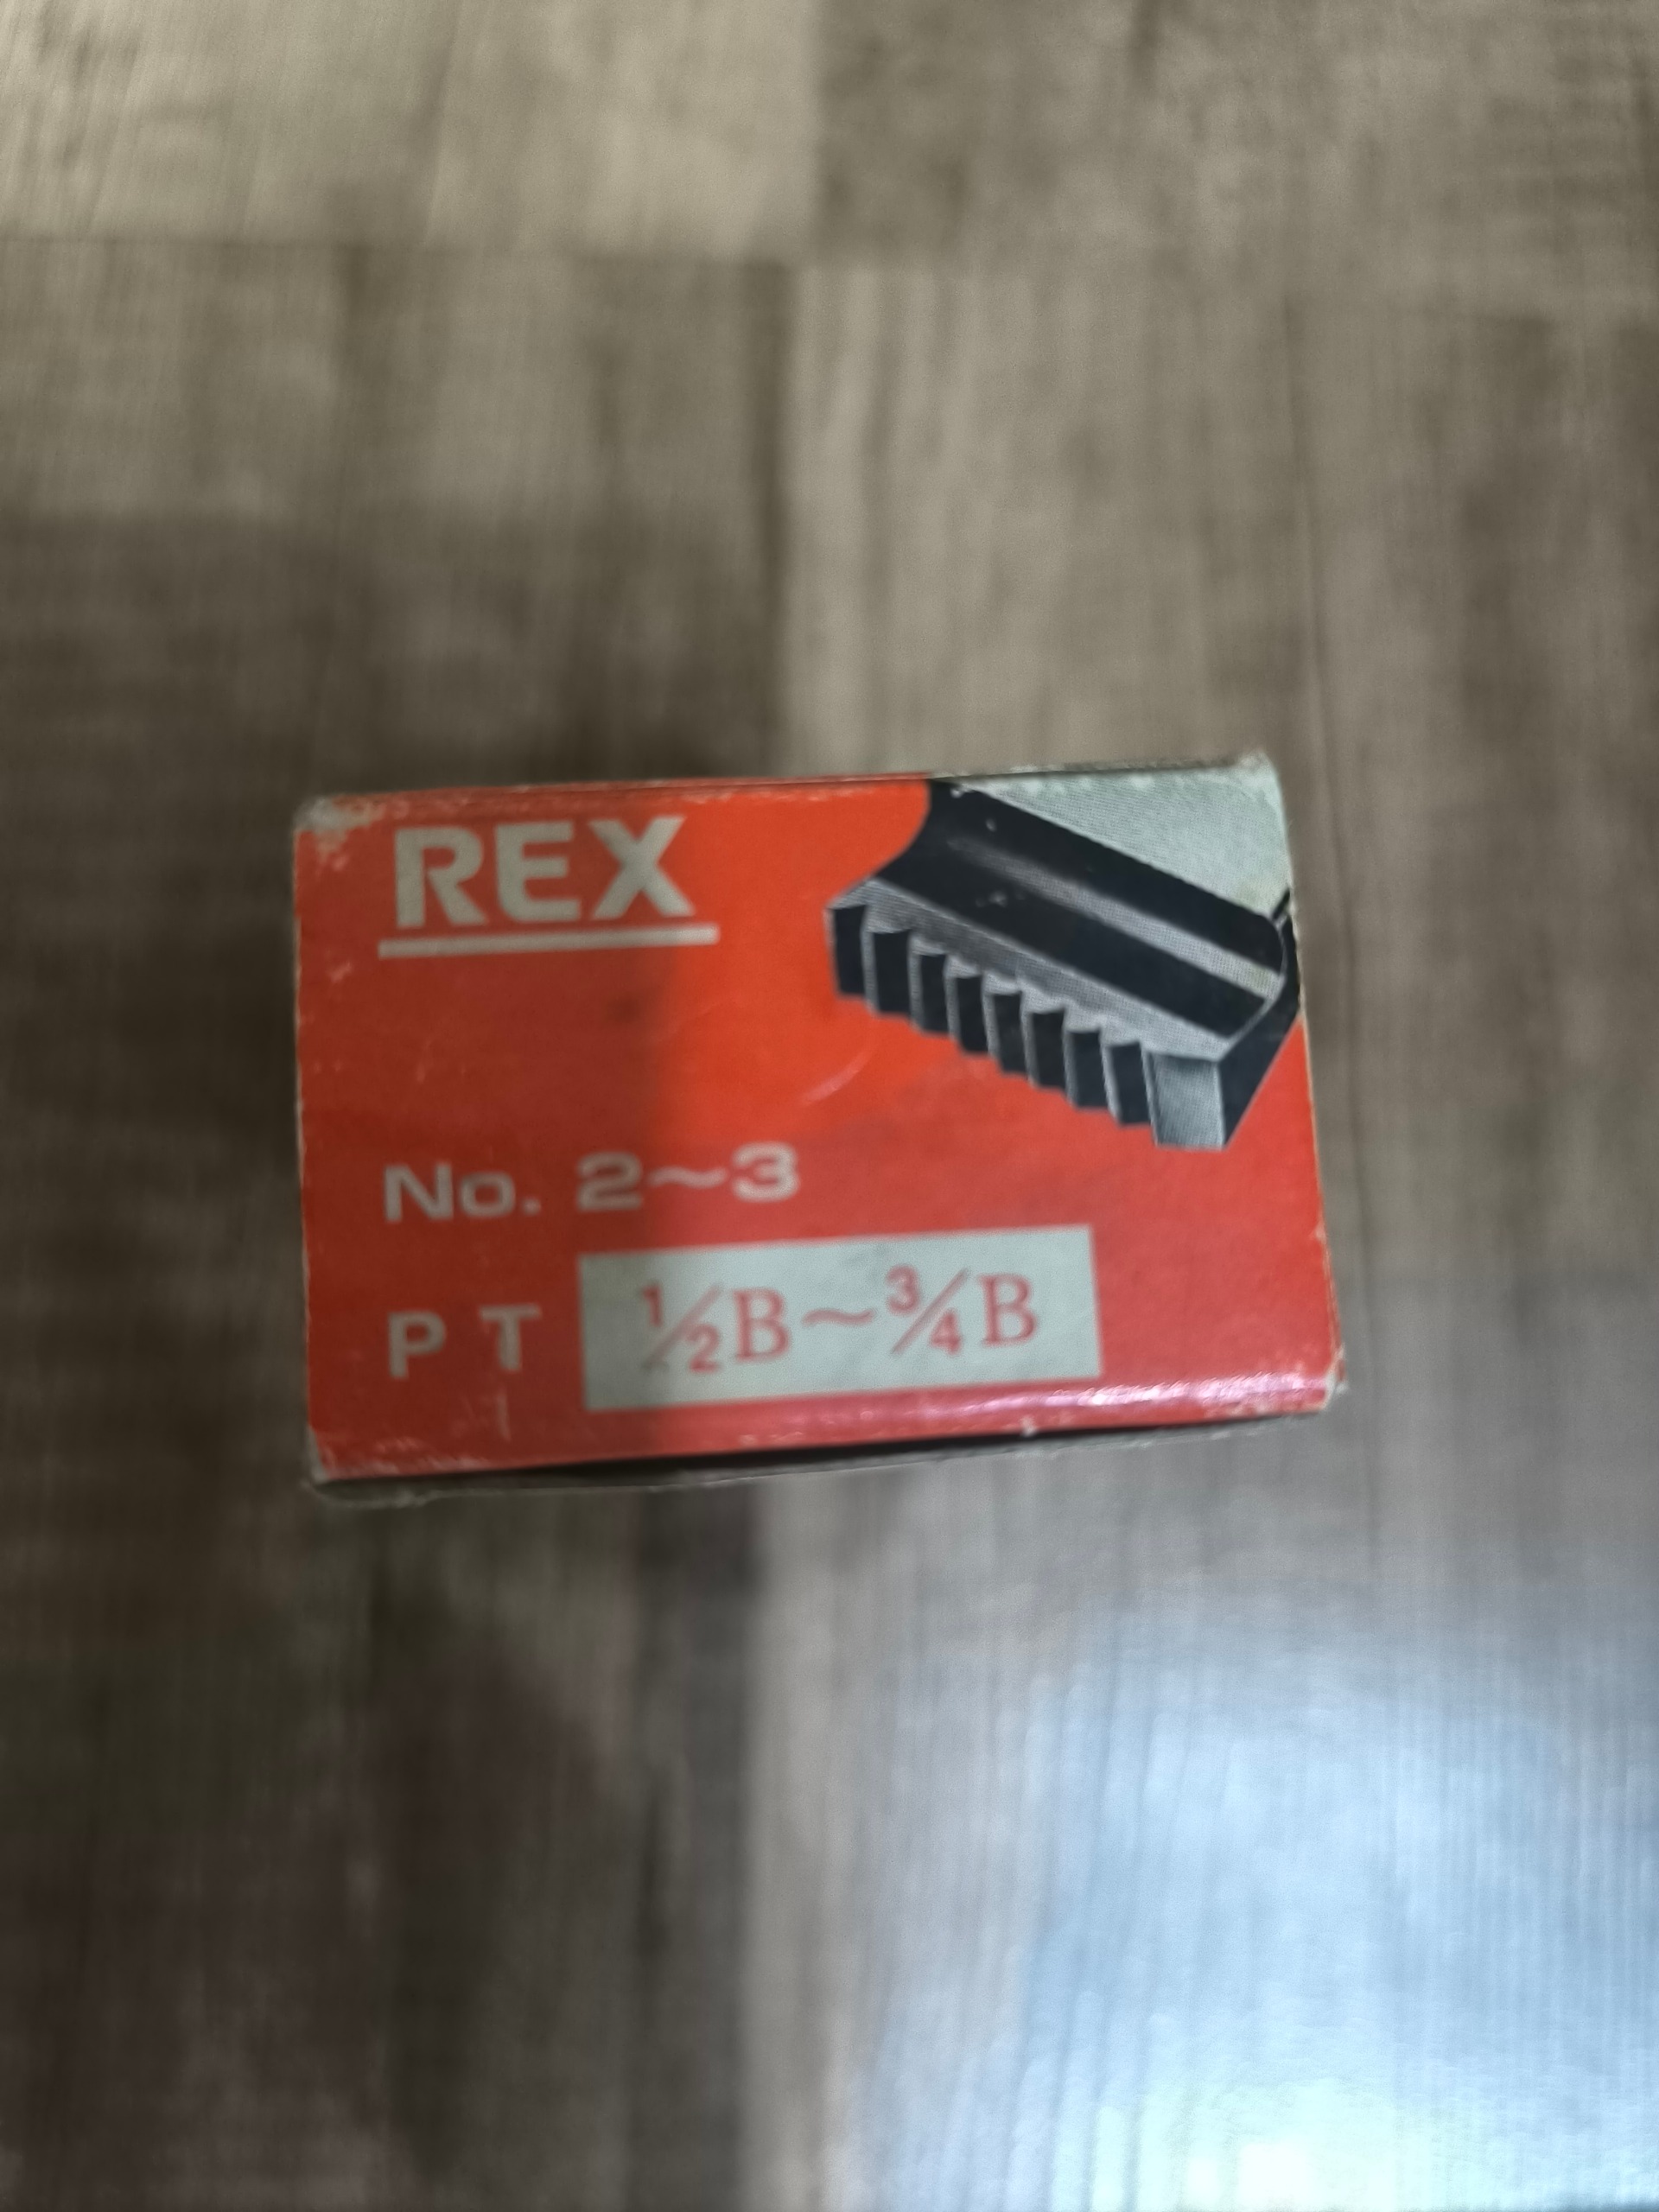 REX
No. 2~3
PT ½B~¾B